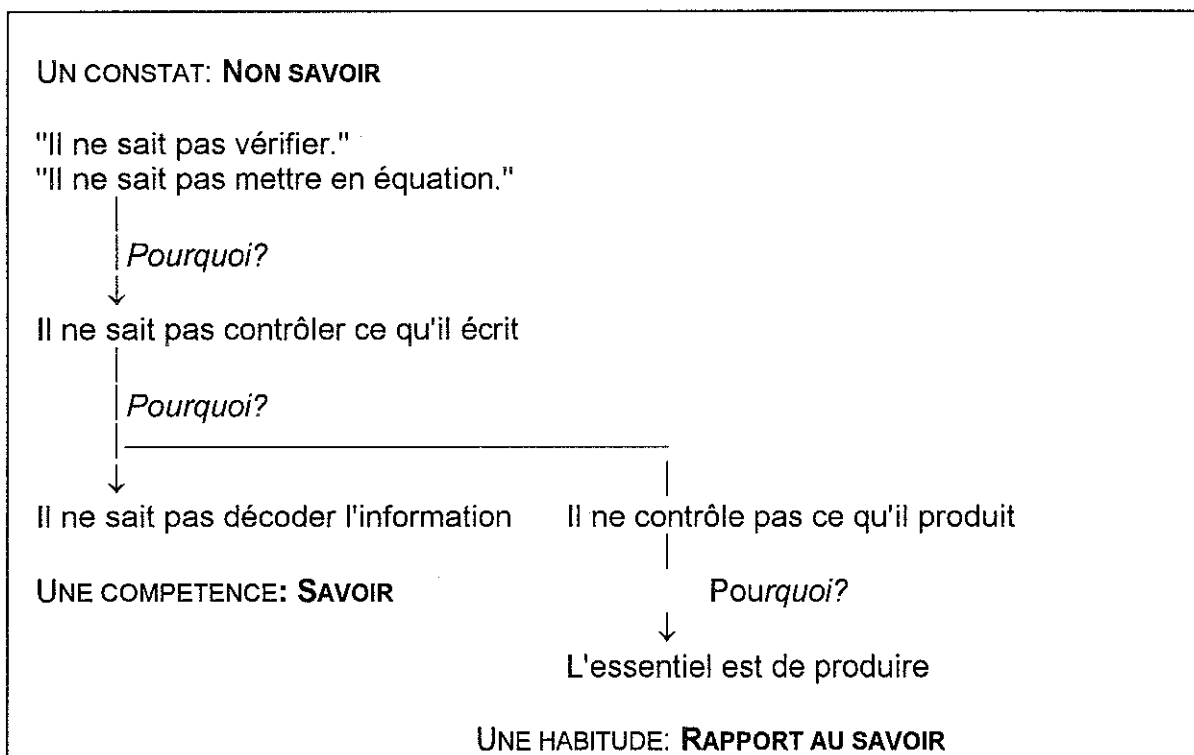 UN CONSTAT: NON SAVOIR
"Il ne sait pas vérifier."
"Il ne sait pas mettre en équation."
Pourquoi?
Il ne sait pas contrôler ce qu'il écrit
Pourquoi?
Il ne sait pas décoder l'information Il ne contrôle pas ce qu'il produit
UNE COMPETENCE: SAVOIR Pourquoi?
L'essentiel est de produire
UNE HABITUDE: RAPPORT AU SAVOIR